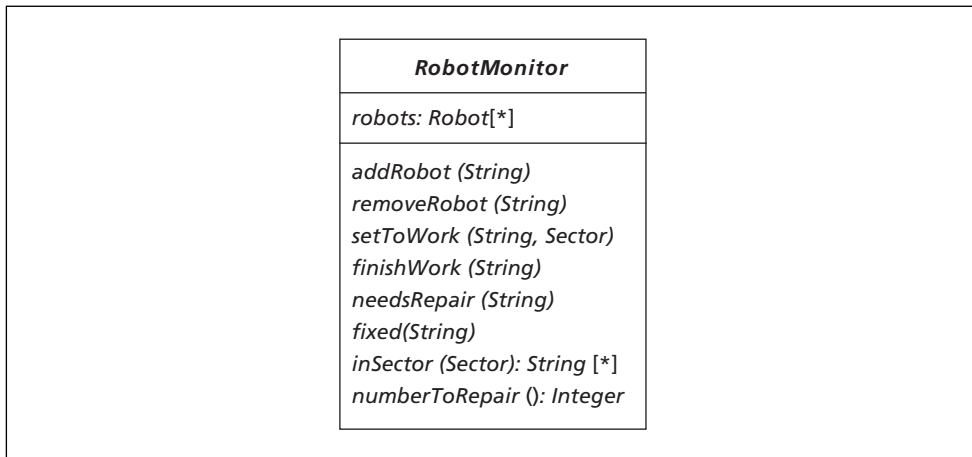 RobotMonitor
robots: Robot[*]
addRobot (String)
removeRobot (String)
setToWork (String, Sector)
finishWork (String)
needsRepair (String)
fixed(String)
inSector (Sector): String [*]
numberToRepair (): Integer